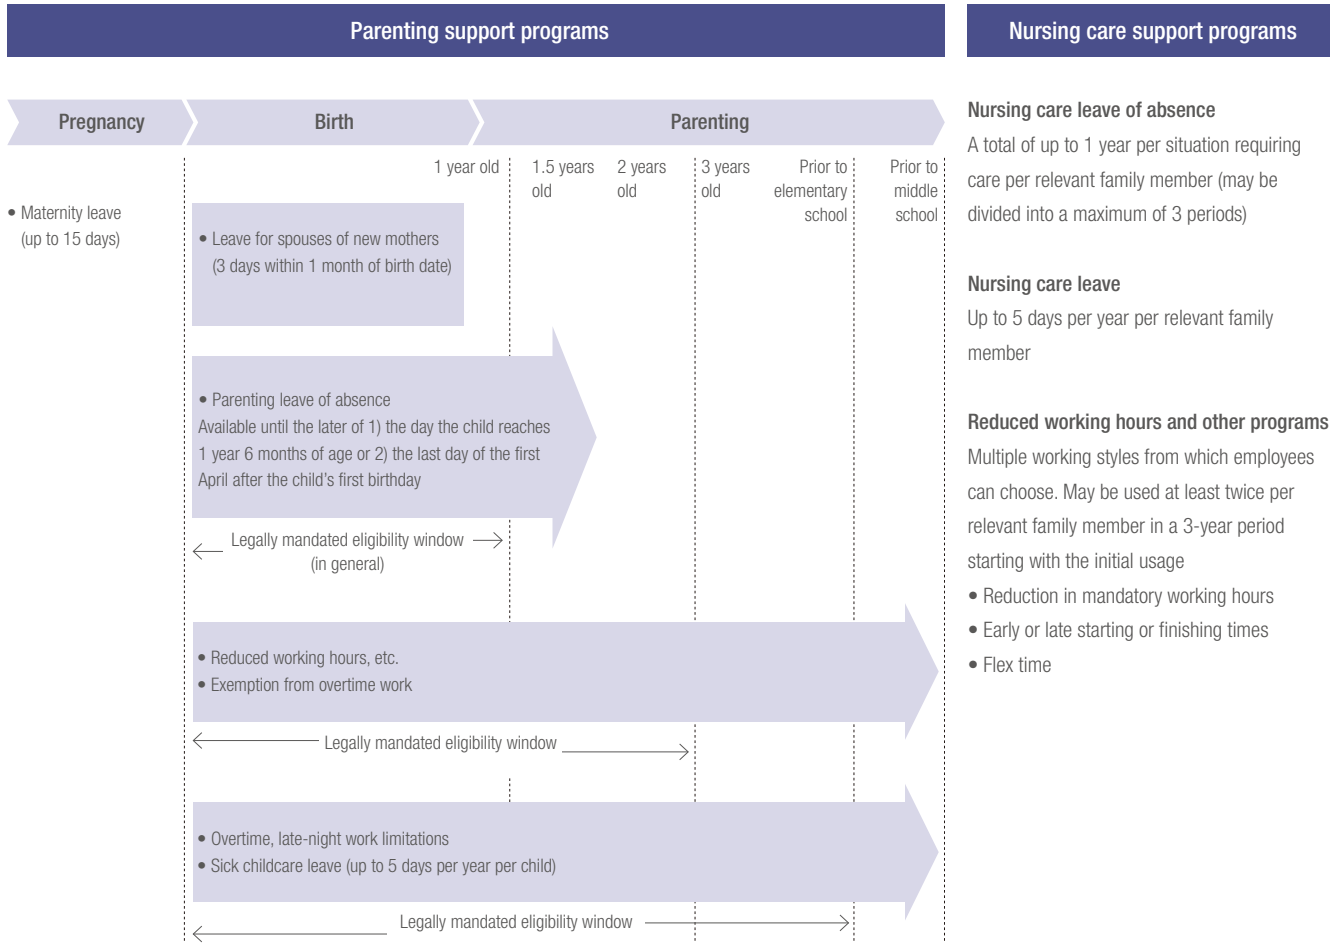 Parenting support programs
Pregnancy
Birth
Parenting
1 year old
1.5 years
old
2 years
old
3 years
old
Prior to
elementary
school
Prior to
middle
school
• Maternity leave
(up to 15 days)
• Leave for spouses of new mothers
(3 days within 1 month of birth date)
• Parenting leave of absence
Available until the later of 1) the day the child reaches
1 year 6 months of age or 2) the last day of the first
April after the child’s first birthday
Legally mandated eligibility window
(in general)
• Reduced working hours, etc.
• Exemption from overtime work
Legally mandated eligibility window
• Overtime, late-night work limitations
• Sick childcare leave (up to 5 days per year per child)
Legally mandated eligibility window
Nursing care support programs
Nursing care leave of absence
A total of up to 1 year per situation requiring
care per relevant family member (may be
divided into a maximum of 3 periods)
Nursing care leave
Up to 5 days per year per relevant family
member
Reduced working hours and other programs
Multiple working styles from which employees
can choose. May be used at least twice per
relevant family member in a 3-year period
starting with the initial usage
• Reduction in mandatory working hours
• Early or late starting or finishing times
• Flex time